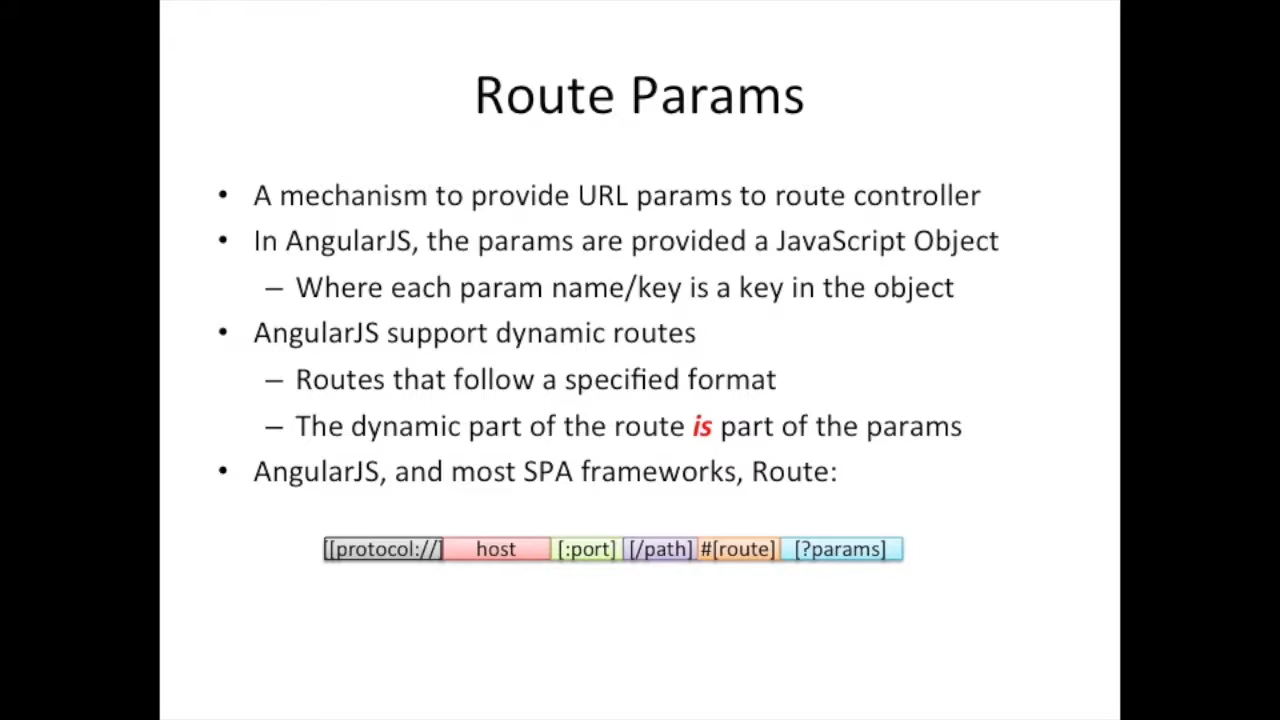 Route Params
• A mechanism to provide URL params to route controller
• In AngularJS, the params are provided a JavaScript Object
– Where each param name/key is a key in the object
• AngularJS support dynamic routes
– Routes that follow a specified format
– The dynamic part of the route is part of the params
• AngularJS, and most SPA frameworks, Route:
[[protocol://] host [:port] [/path] #[route] [?params]